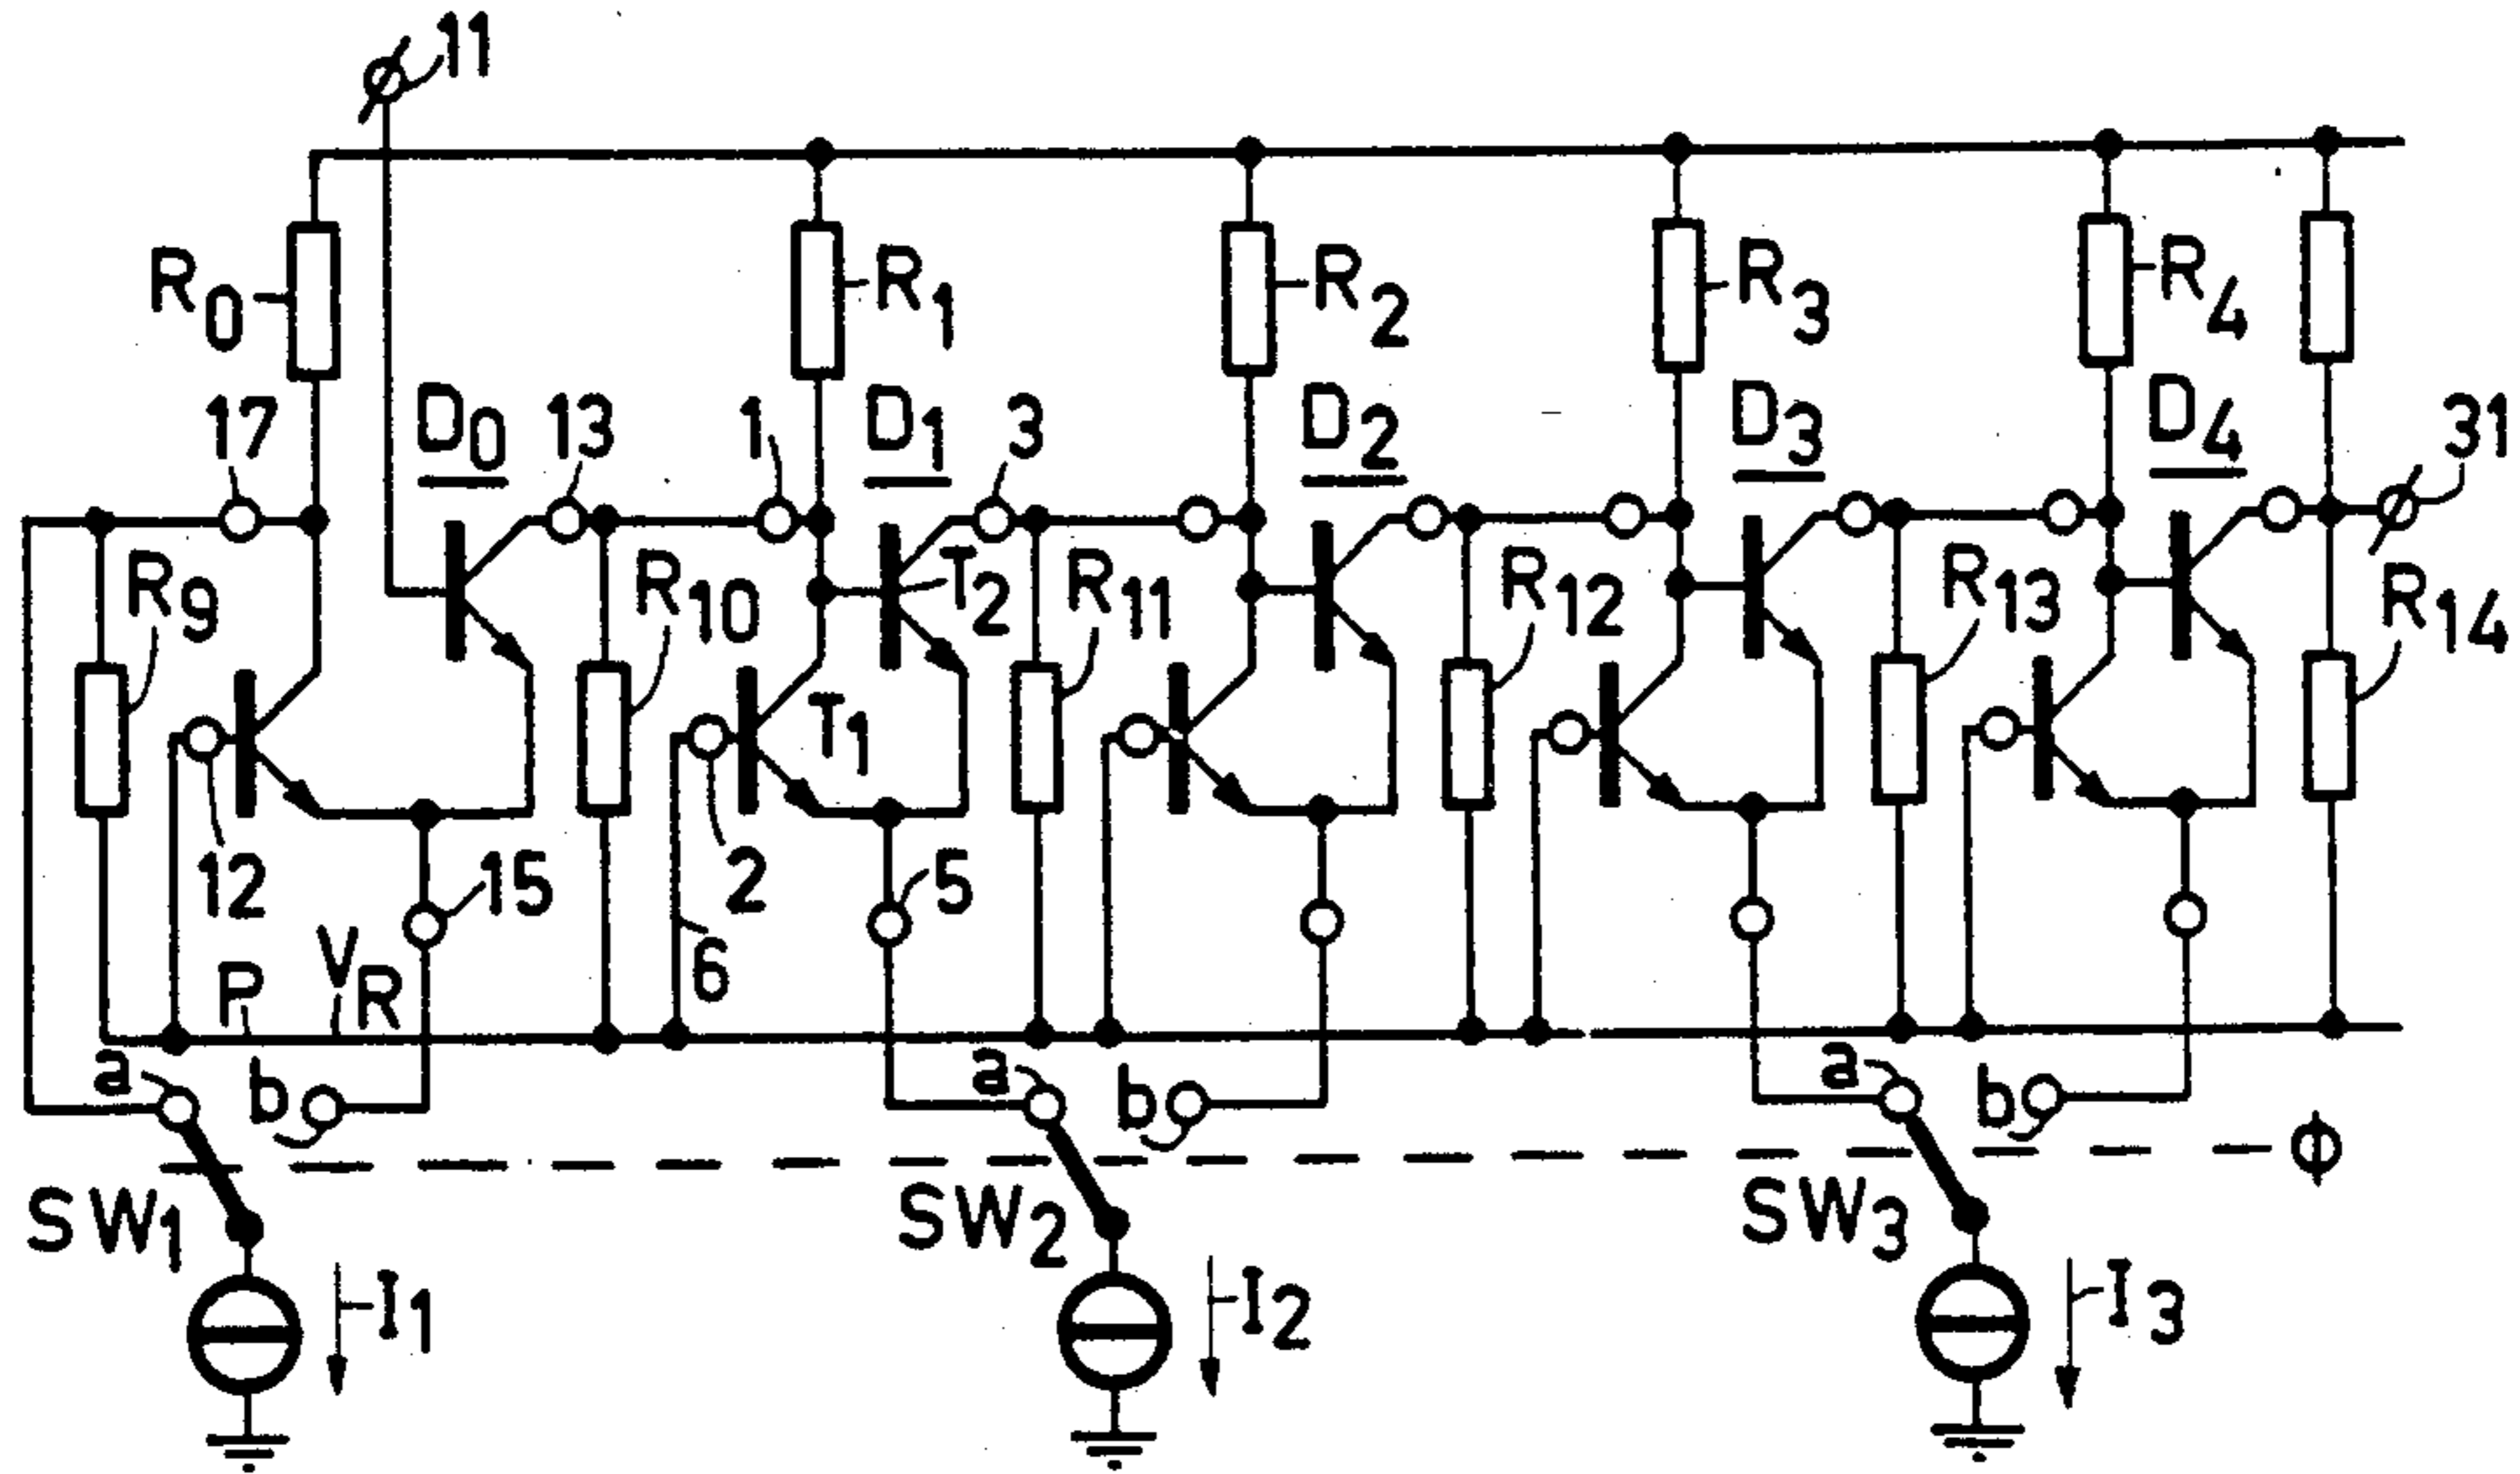 11
R0 R1 R2 R3 R4
17 D0 13 1 D1 3 D2 D3 D4 31
R9 R10 T2 R11 R12 R13 R14
T1
12 15 2 5
P VR 6
a b a b a b
ϕ
SW1 SW2 SW3
I1 I2 I3